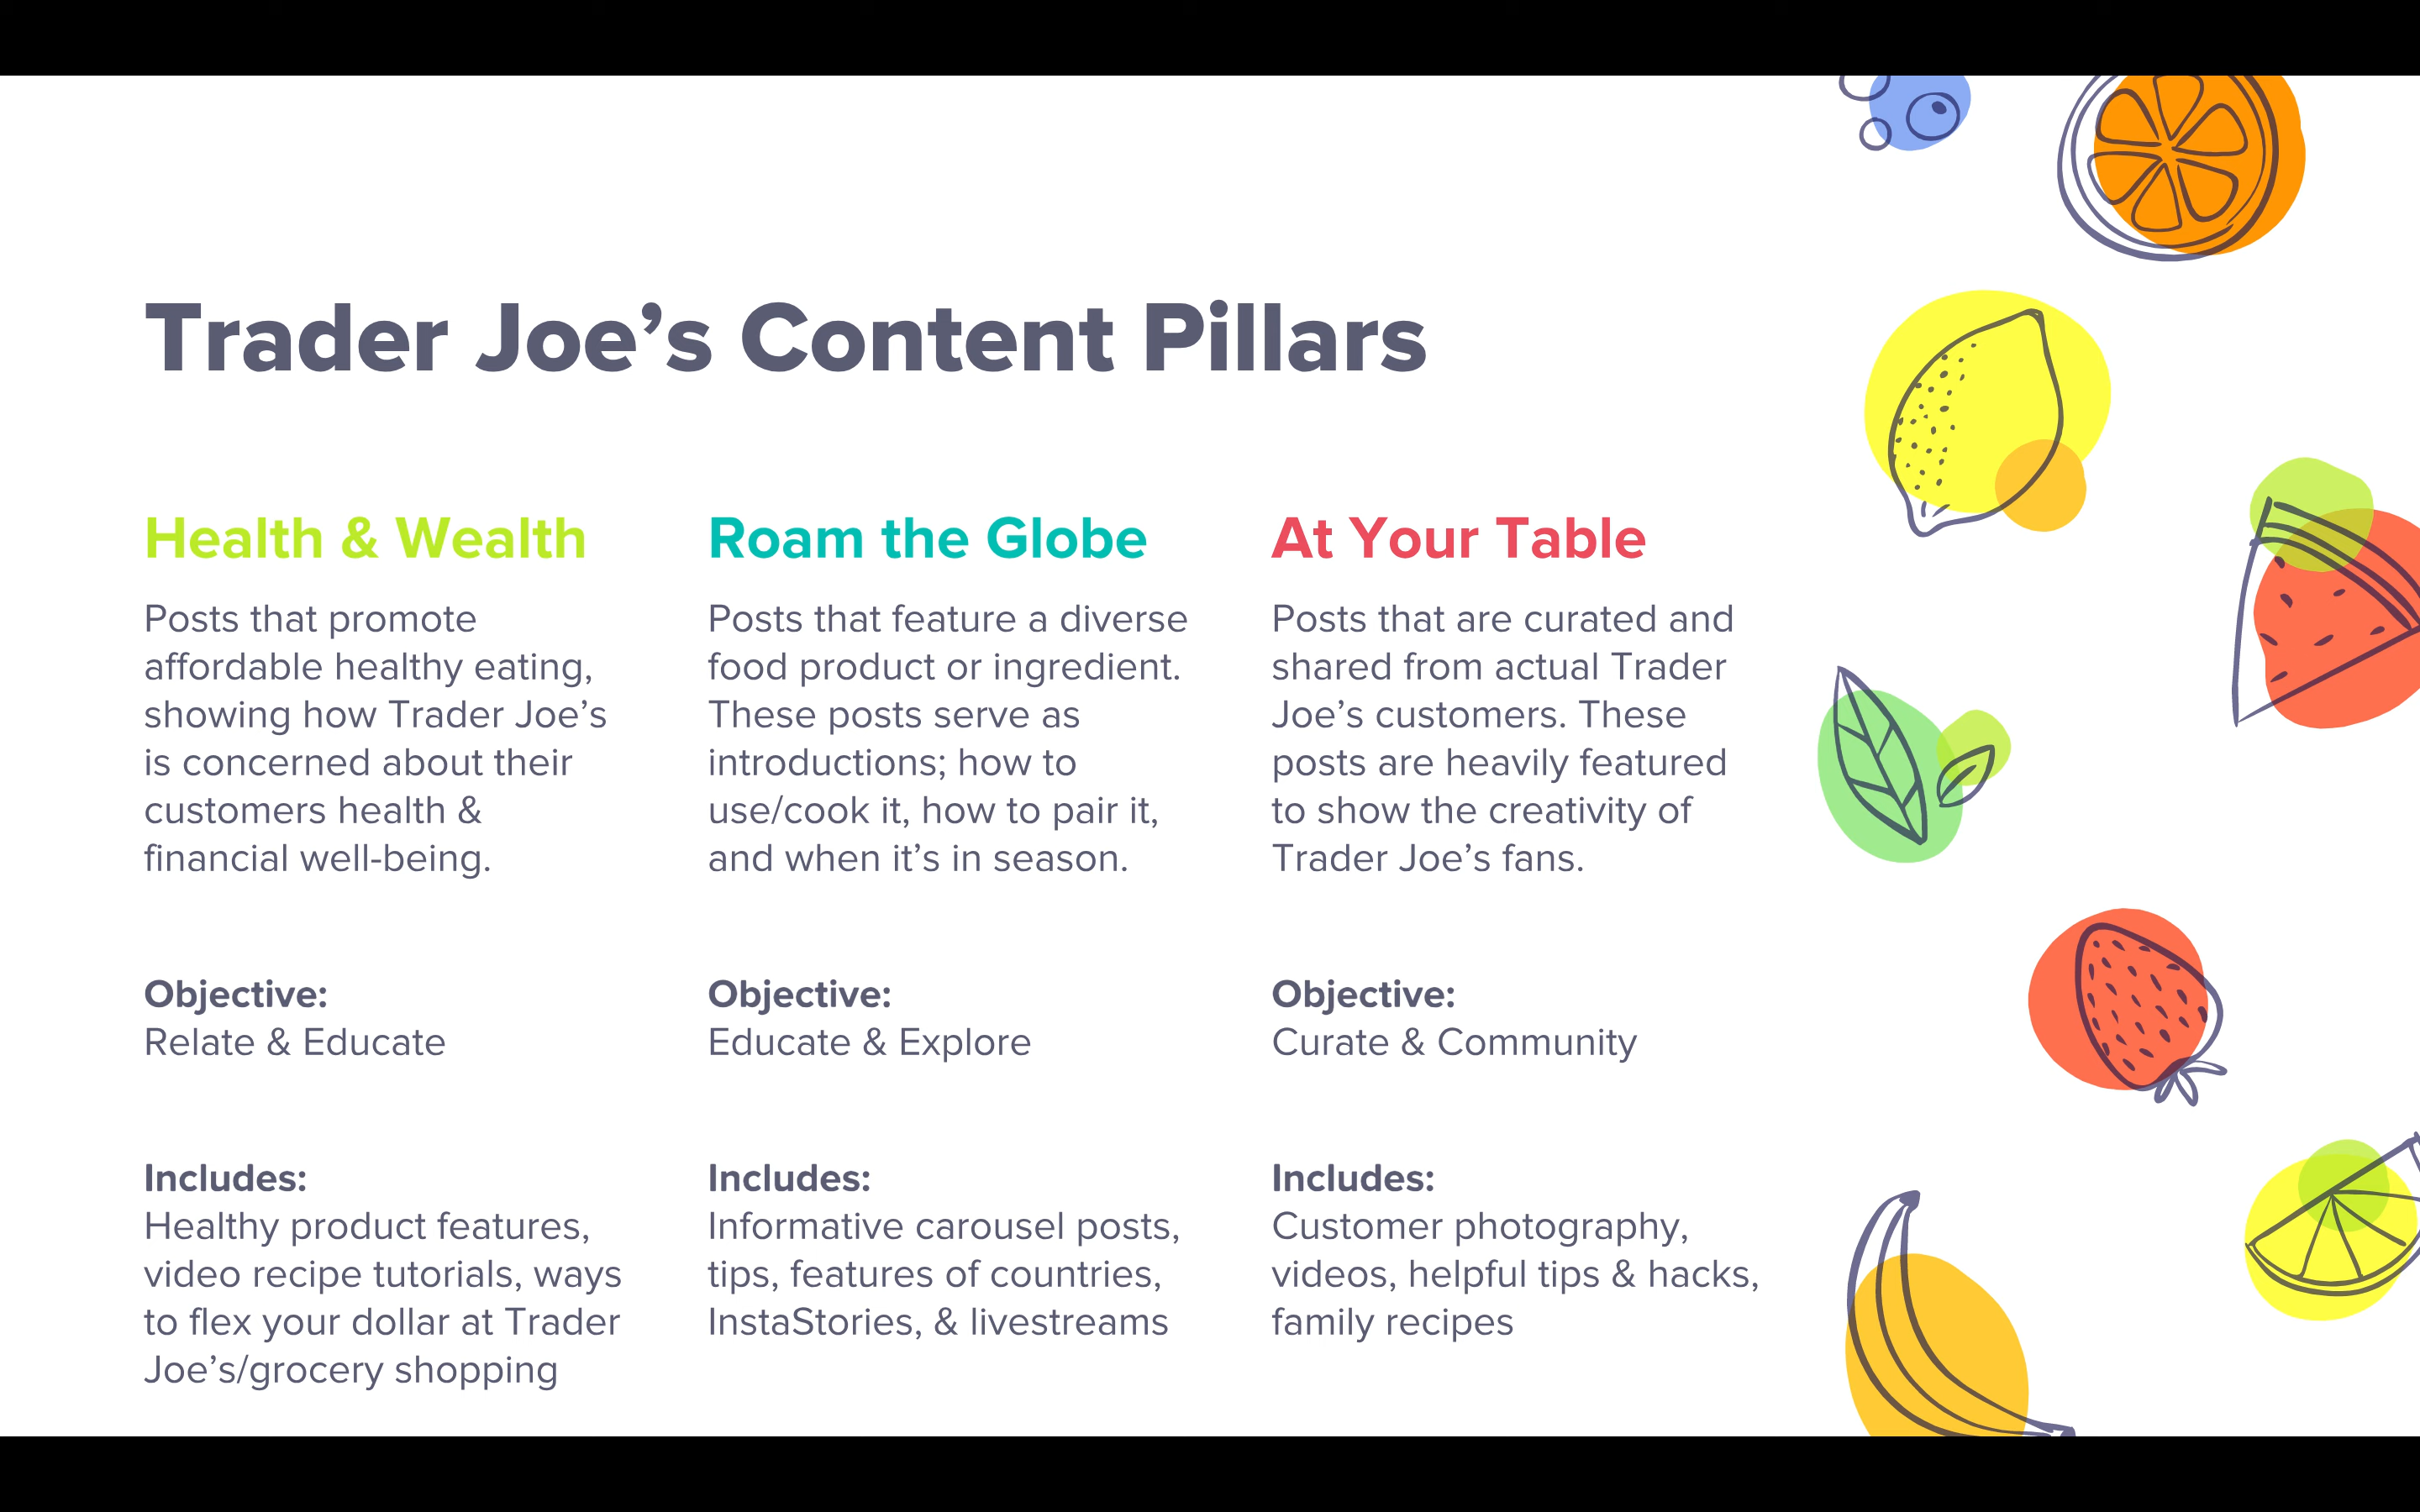 Trader Joe’s Content Pillars
Health & Wealth
Posts that promote
affordable healthy eating,
showing how Trader Joe’s
is concerned about their
customers health &
financial well-being.
Objective:
Relate & Educate
Includes:
Healthy product features,
video recipe tutorials, ways
to flex your dollar at Trader
Joe’s/grocery shopping
Roam the Globe
Posts that feature a diverse
food product or ingredient.
These posts serve as
introductions; how to
use/cook it, how to pair it,
and when it’s in season.
Objective:
Educate & Explore
Includes:
Informative carousel posts,
tips, features of countries,
InstaStories, & livestreams
At Your Table
Posts that are curated and
shared from actual Trader
Joe’s customers. These
posts are heavily featured
to show the creativity of
Trader Joe’s fans.
Objective:
Curate & Community
Includes:
Customer photography,
videos, helpful tips & hacks,
family recipes